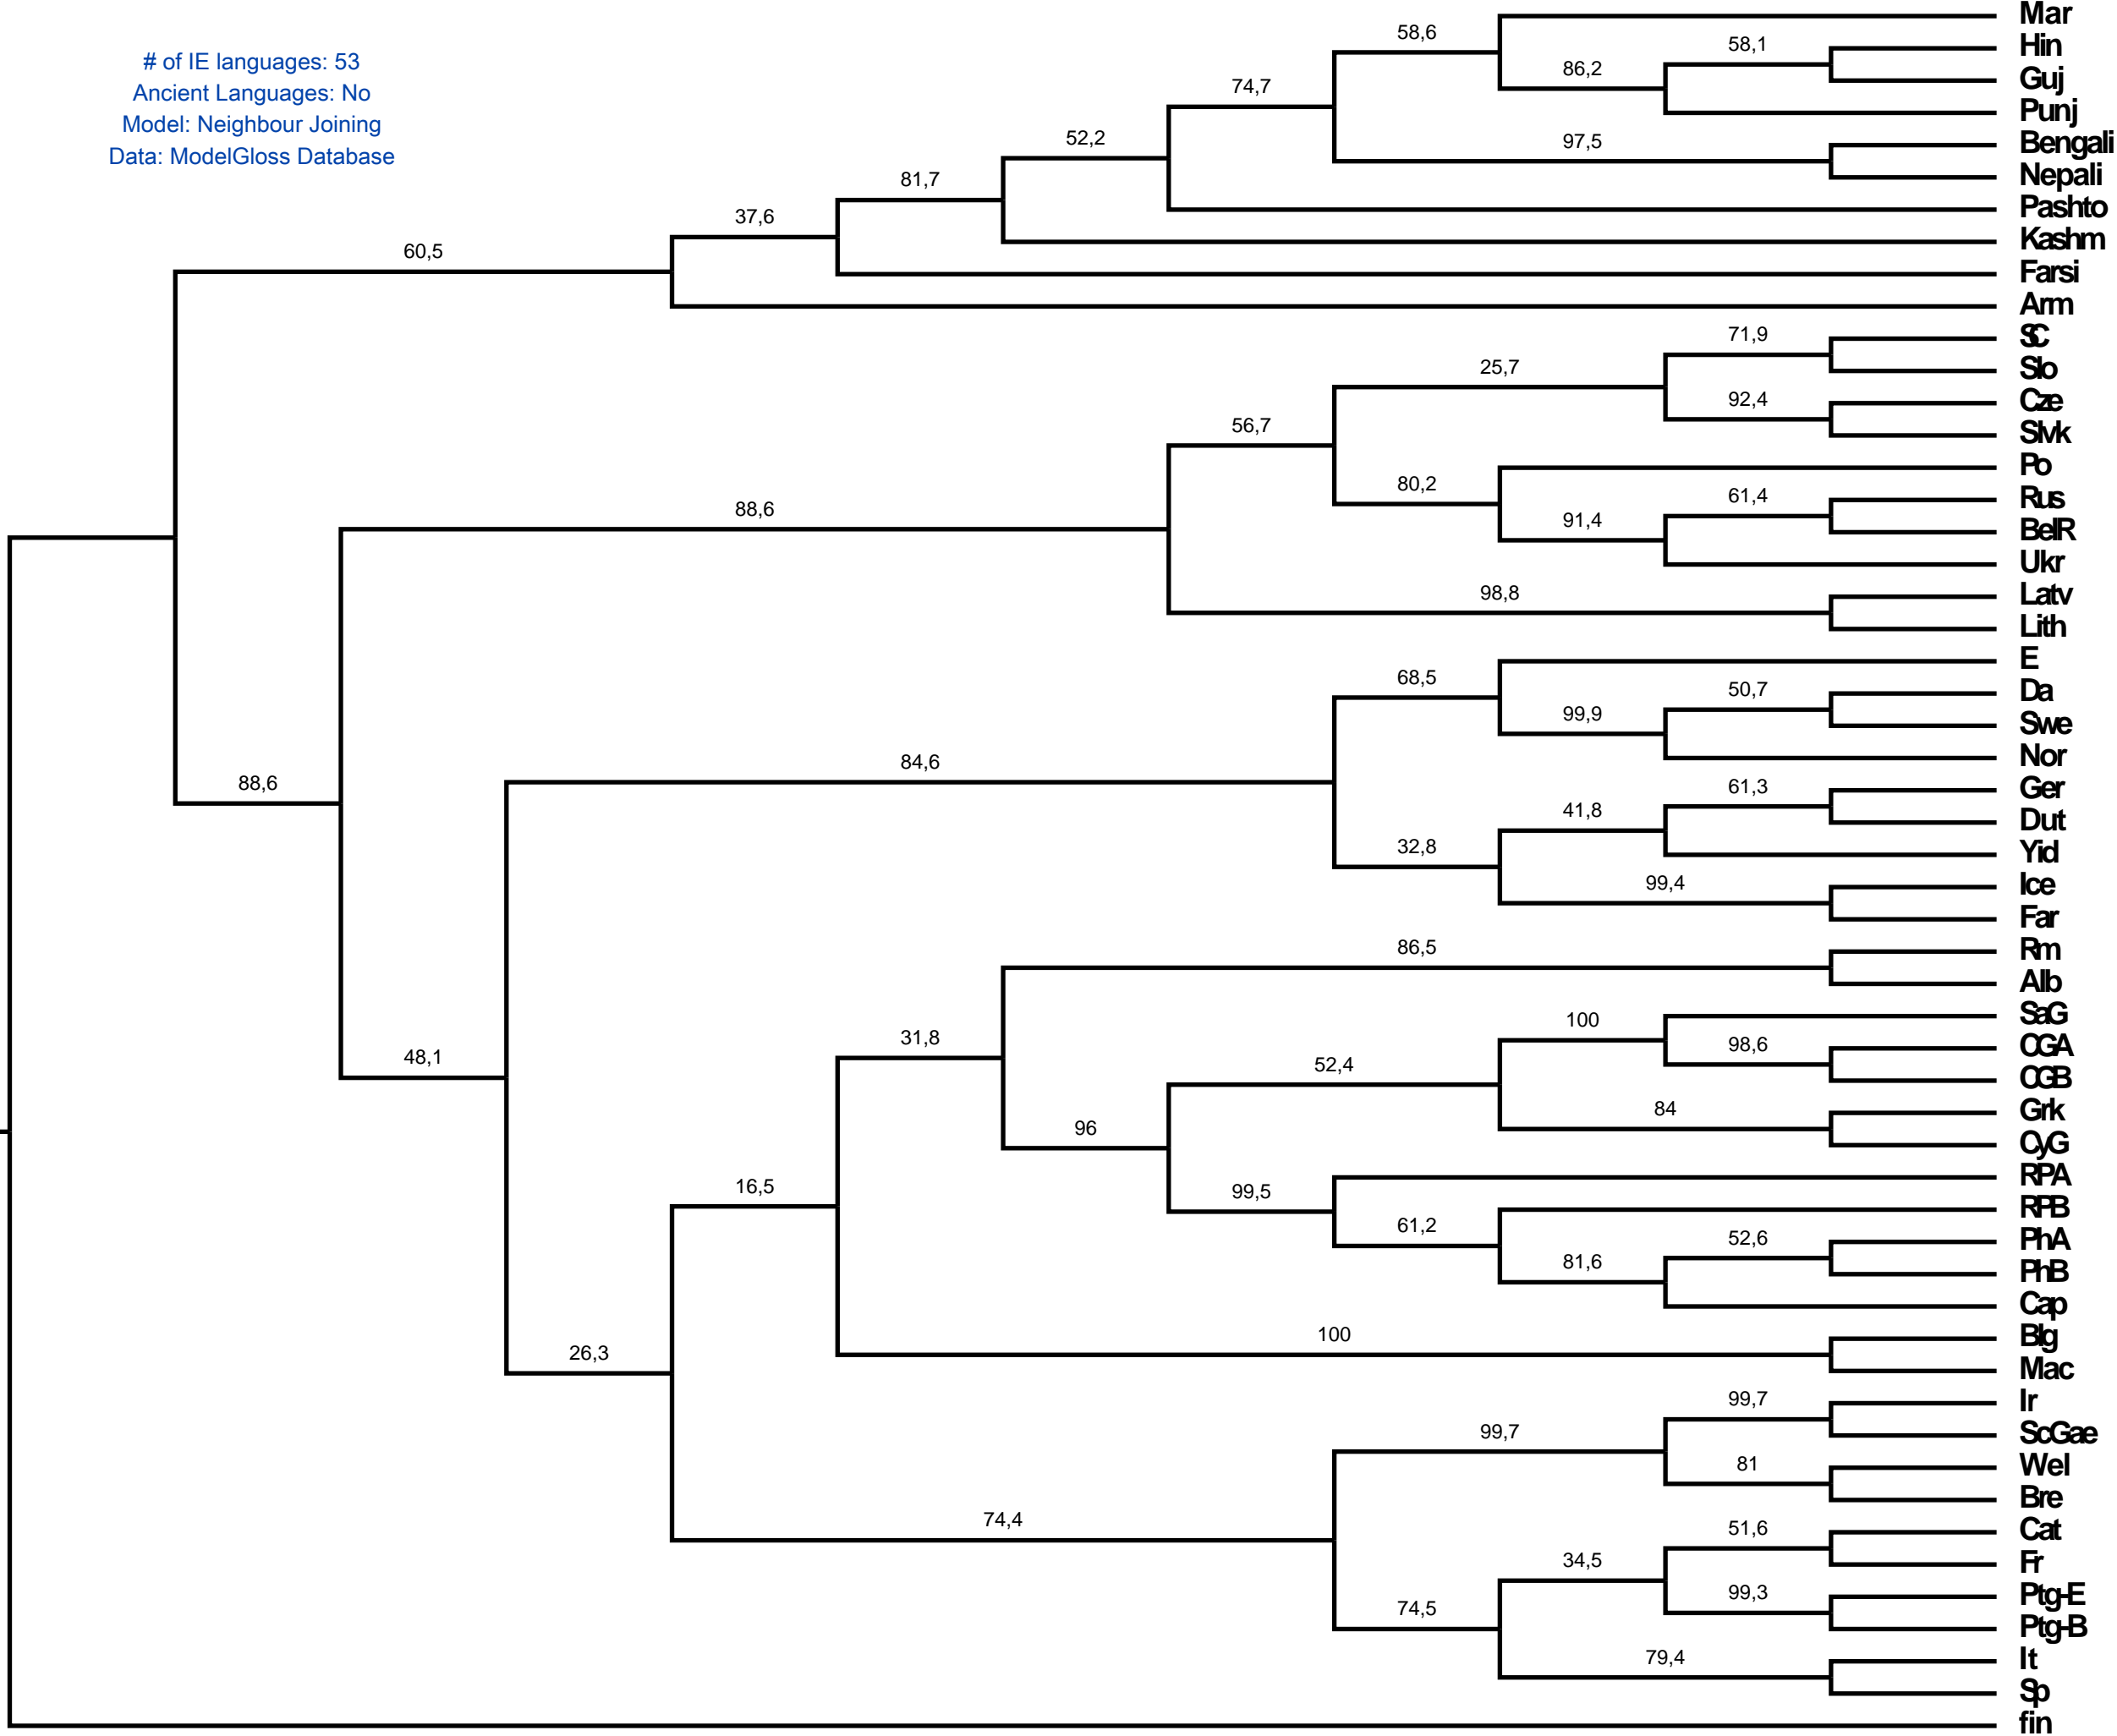 # of IE languages: 53
Ancient Languages: No
Model: Neighbour Joining
Data: ModelGloss Database
Mar
58,6
58,1
Hin
86,2
Guj
74,7
Punj
52,2
97,5
Bengali
81,7
Nepali
37,6
Pashto
60,5
Kashm
Farsi
Arm
71,9
SC
25,7
Slo
92,4
Cze
56,7
Slvk
80,2
Po
88,6
61,4
Rus
91,4
BelR
Ukr
98,8
Latv
Lith
68,5
E
50,7
Da
99,9
Swe
84,6
Nor
88,6
61,3
Ger
41,8
Dut
32,8
Yid
99,4
Ice
Far
86,5
Rm
Alb
100
SaG
31,8
98,6
CGA
48,1
52,4
CGB
84
Grk
96
CyG
16,5
99,5
RPA
61,2
RPB
52,6
PhA
81,6
PhB
Cap
100
Blg
26,3
Mac
99,7
Ir
99,7
ScGae
81
Wel
Bre
74,4
51,6
Cat
34,5
Fr
99,3
Ptg-E
74,5
Ptg-B
79,4
It
Sp
fin